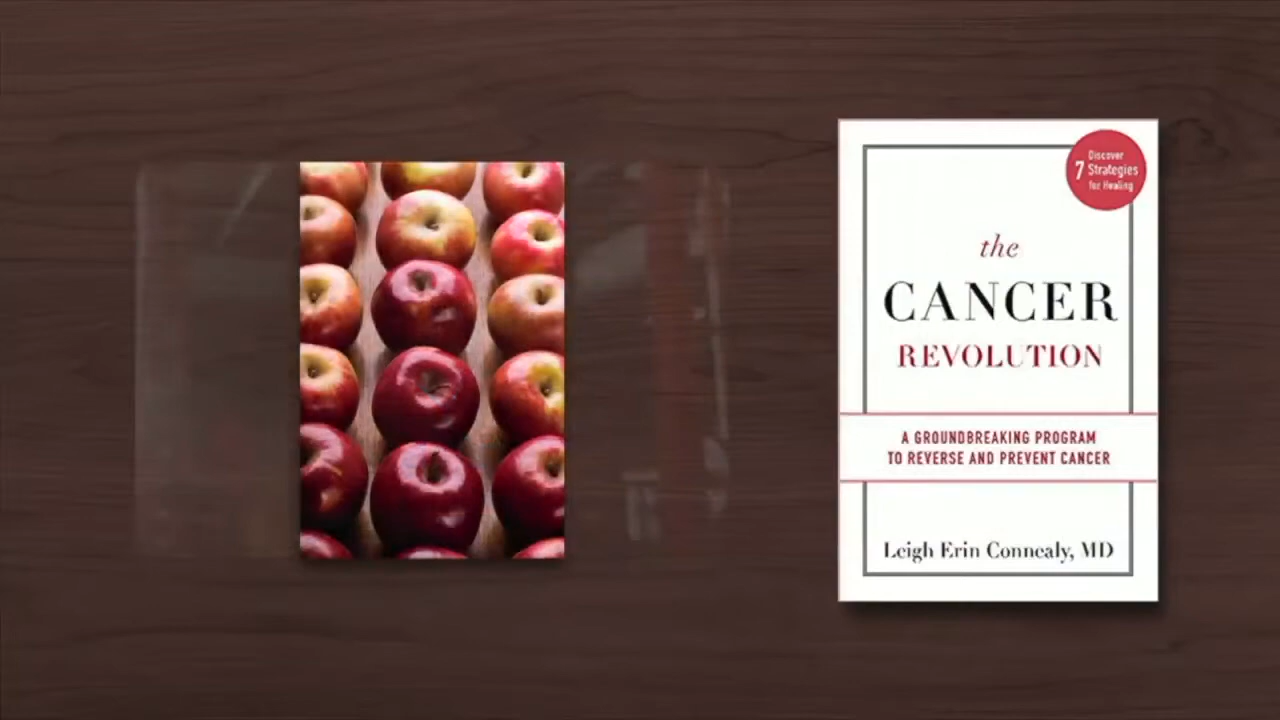 Discover
7 Strategies
for Healing
the
CANCER
REVOLUTION
A GROUNDBREAKING PROGRAM
TO REVERSE AND PREVENT CANCER
Leigh Erin Connealy, MD